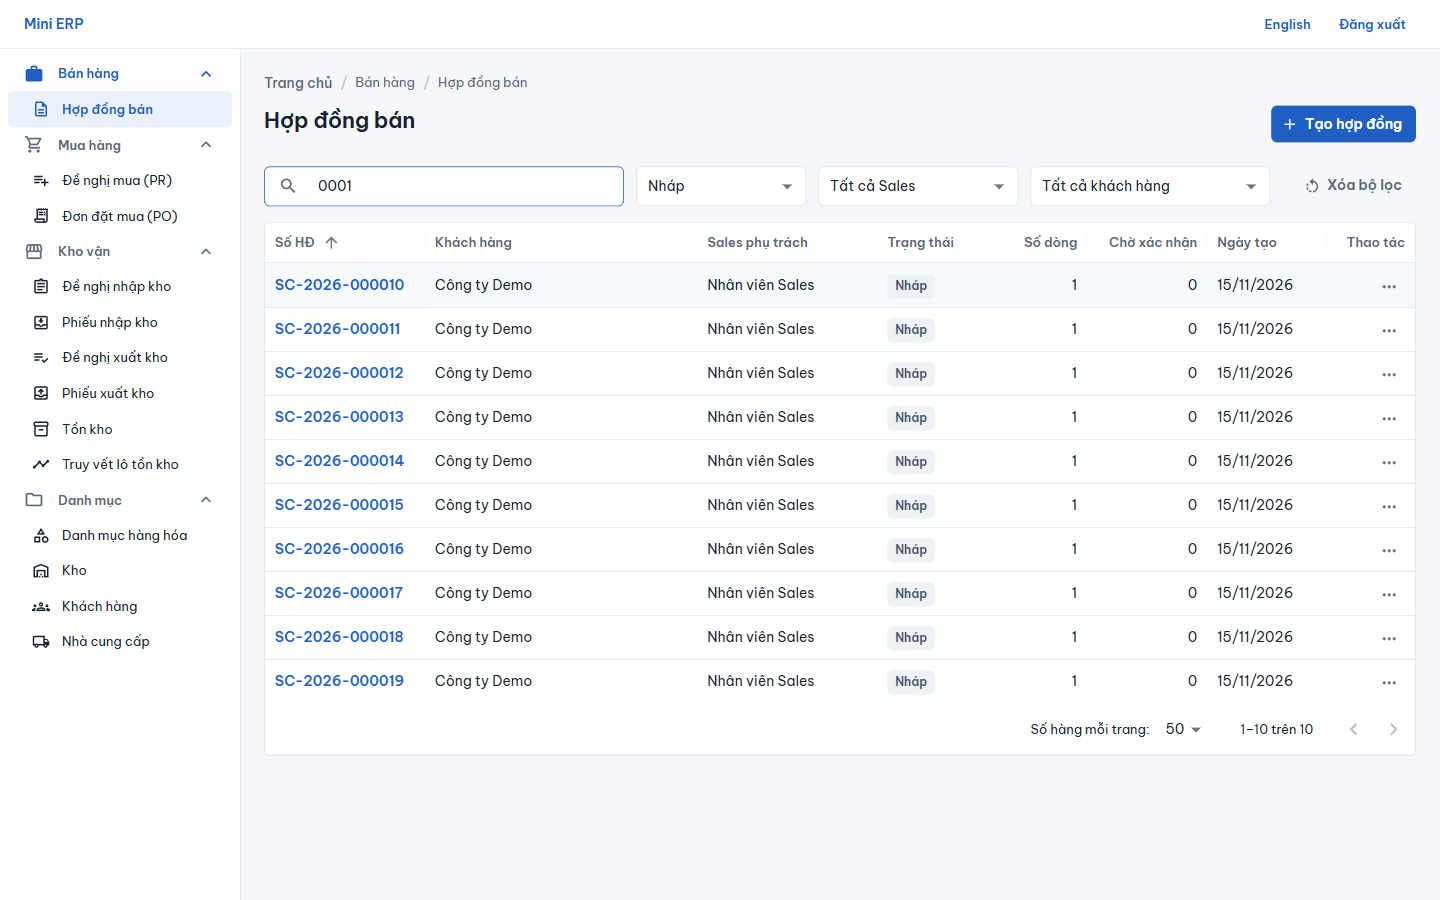 Mini ERP
English
Đăng xuất
Bán hàng
Hợp đồng bán
Mua hàng
Đề nghị mua (PR)
Đơn đặt mua (PO)
Kho vận
Đề nghị nhập kho
Phiếu nhập kho
Đề nghị xuất kho
Phiếu xuất kho
Tồn kho
Truy vết lô tồn kho
Danh mục
Danh mục hàng hóa
Kho
Khách hàng
Nhà cung cấp
Trang chủ / Bán hàng / Hợp đồng bán
Hợp đồng bán
+ Tạo hợp đồng
0001
Nháp
Tất cả Sales
Tất cả khách hàng
Xóa bộ lọc
Số HĐ Khách hàng Sales phụ trách Trạng thái Số dòng Chờ xác nhận Ngày tạo Thao tác
SC-2026-000010 Công ty Demo Nhân viên Sales Nháp 1 0 15/11/2026
SC-2026-000011 Công ty Demo Nhân viên Sales Nháp 1 0 15/11/2026
SC-2026-000012 Công ty Demo Nhân viên Sales Nháp 1 0 15/11/2026
SC-2026-000013 Công ty Demo Nhân viên Sales Nháp 1 0 15/11/2026
SC-2026-000014 Công ty Demo Nhân viên Sales Nháp 1 0 15/11/2026
SC-2026-000015 Công ty Demo Nhân viên Sales Nháp 1 0 15/11/2026
SC-2026-000016 Công ty Demo Nhân viên Sales Nháp 1 0 15/11/2026
SC-2026-000017 Công ty Demo Nhân viên Sales Nháp 1 0 15/11/2026
SC-2026-000018 Công ty Demo Nhân viên Sales Nháp 1 0 15/11/2026
SC-2026-000019 Công ty Demo Nhân viên Sales Nháp 1 0 15/11/2026
Số hàng mỗi trang: 50 1–10 trên 10